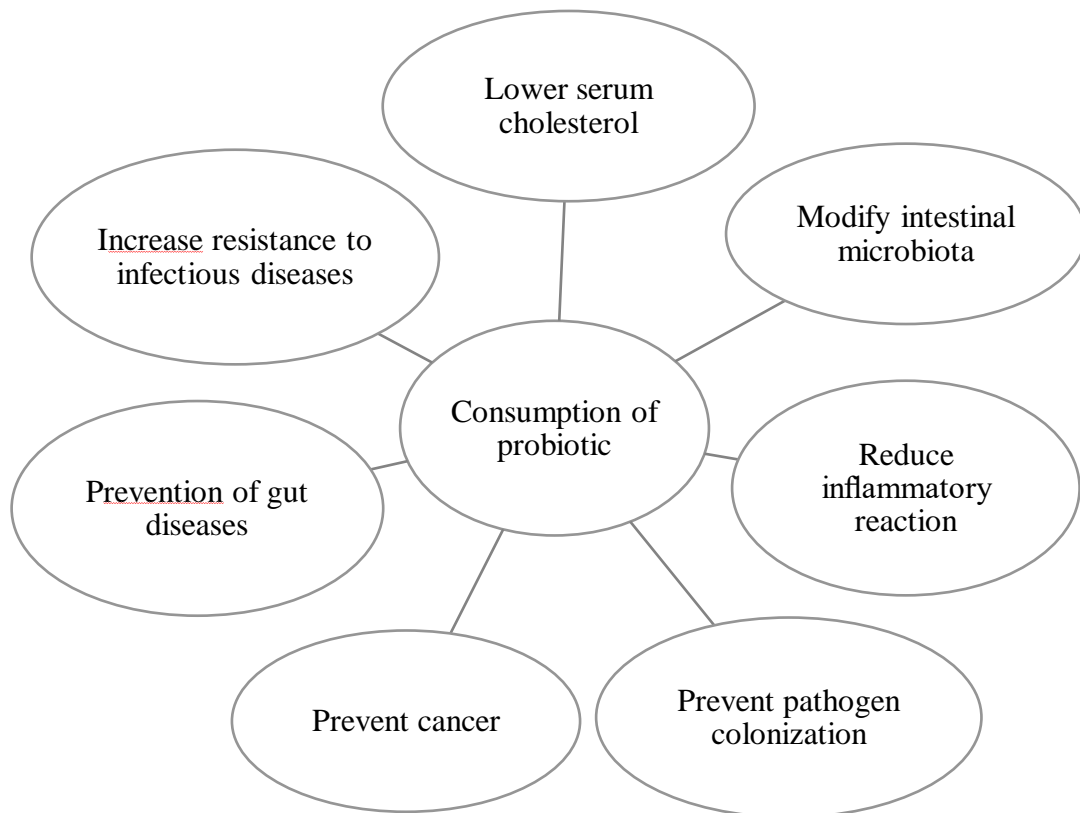 Lower serum
cholesterol
Modify intestinal
microbiota
Increase resistance to
infectious diseases
Consumption of
probiotic
Reduce
inflammatory
reaction
Prevention of gut
diseases
Prevent cancer
Prevent pathogen
colonization